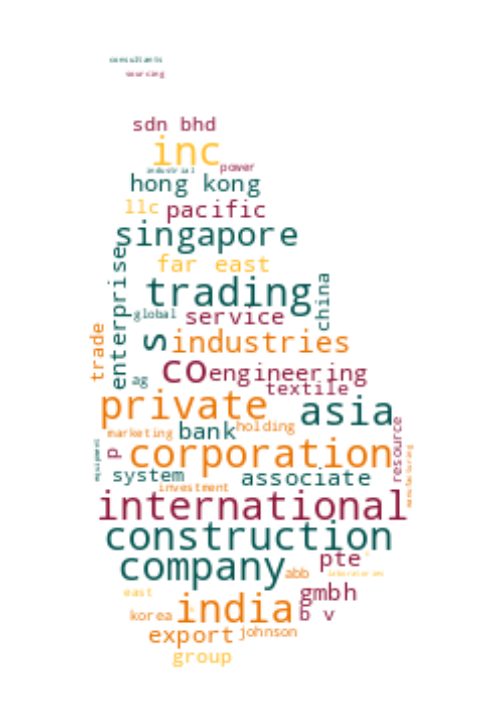 consultants
sourcing
sdn bhd
inc
industrial
power
hong kong
llc
pacific
singapore
far east
enterprise
trading
china
global
service
trade
s
industries
ag
co
engineering
textile
private
asia
marketing
bank
holding
p
corporation
resource
equipment
manufacturing
system
associate
investment
international
construction
company
abb
pte
laboratories
east
gmbh
korea
india
b v
export
johnson
group